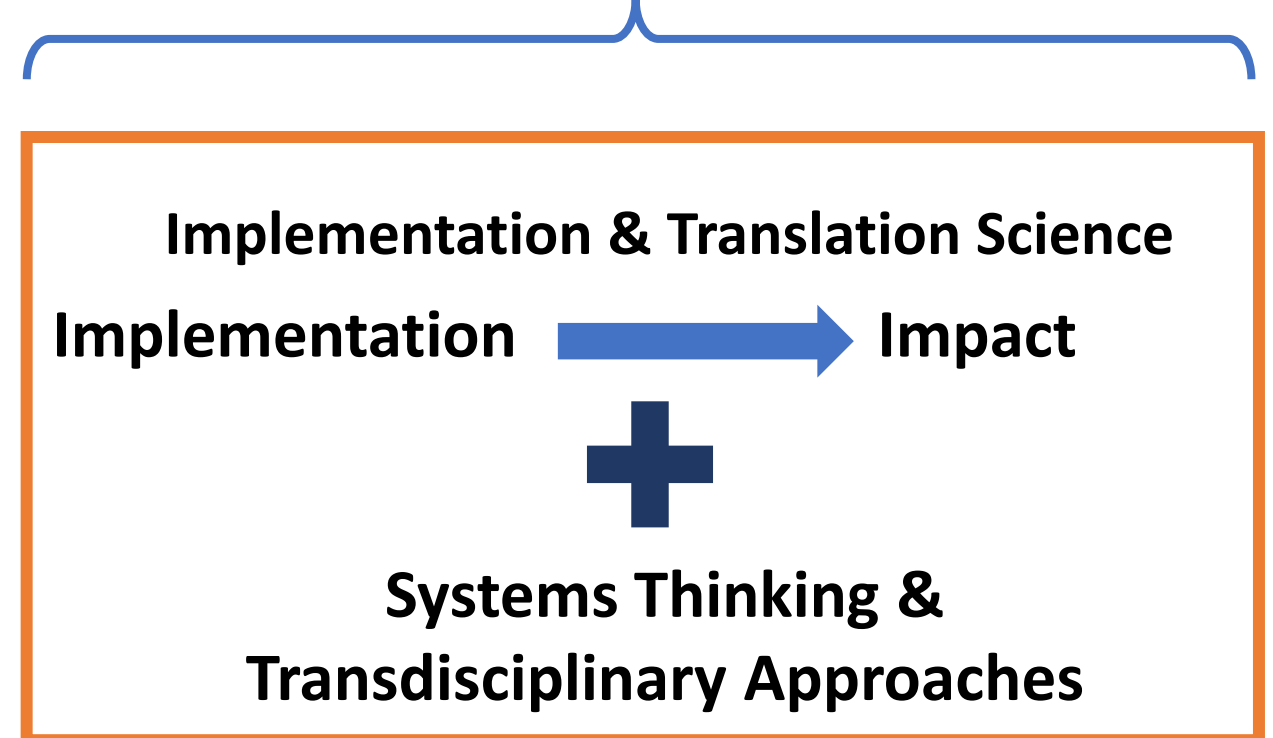 Implementation & Translation Science
Implementation Impact
Systems Thinking &
Transdisciplinary Approaches